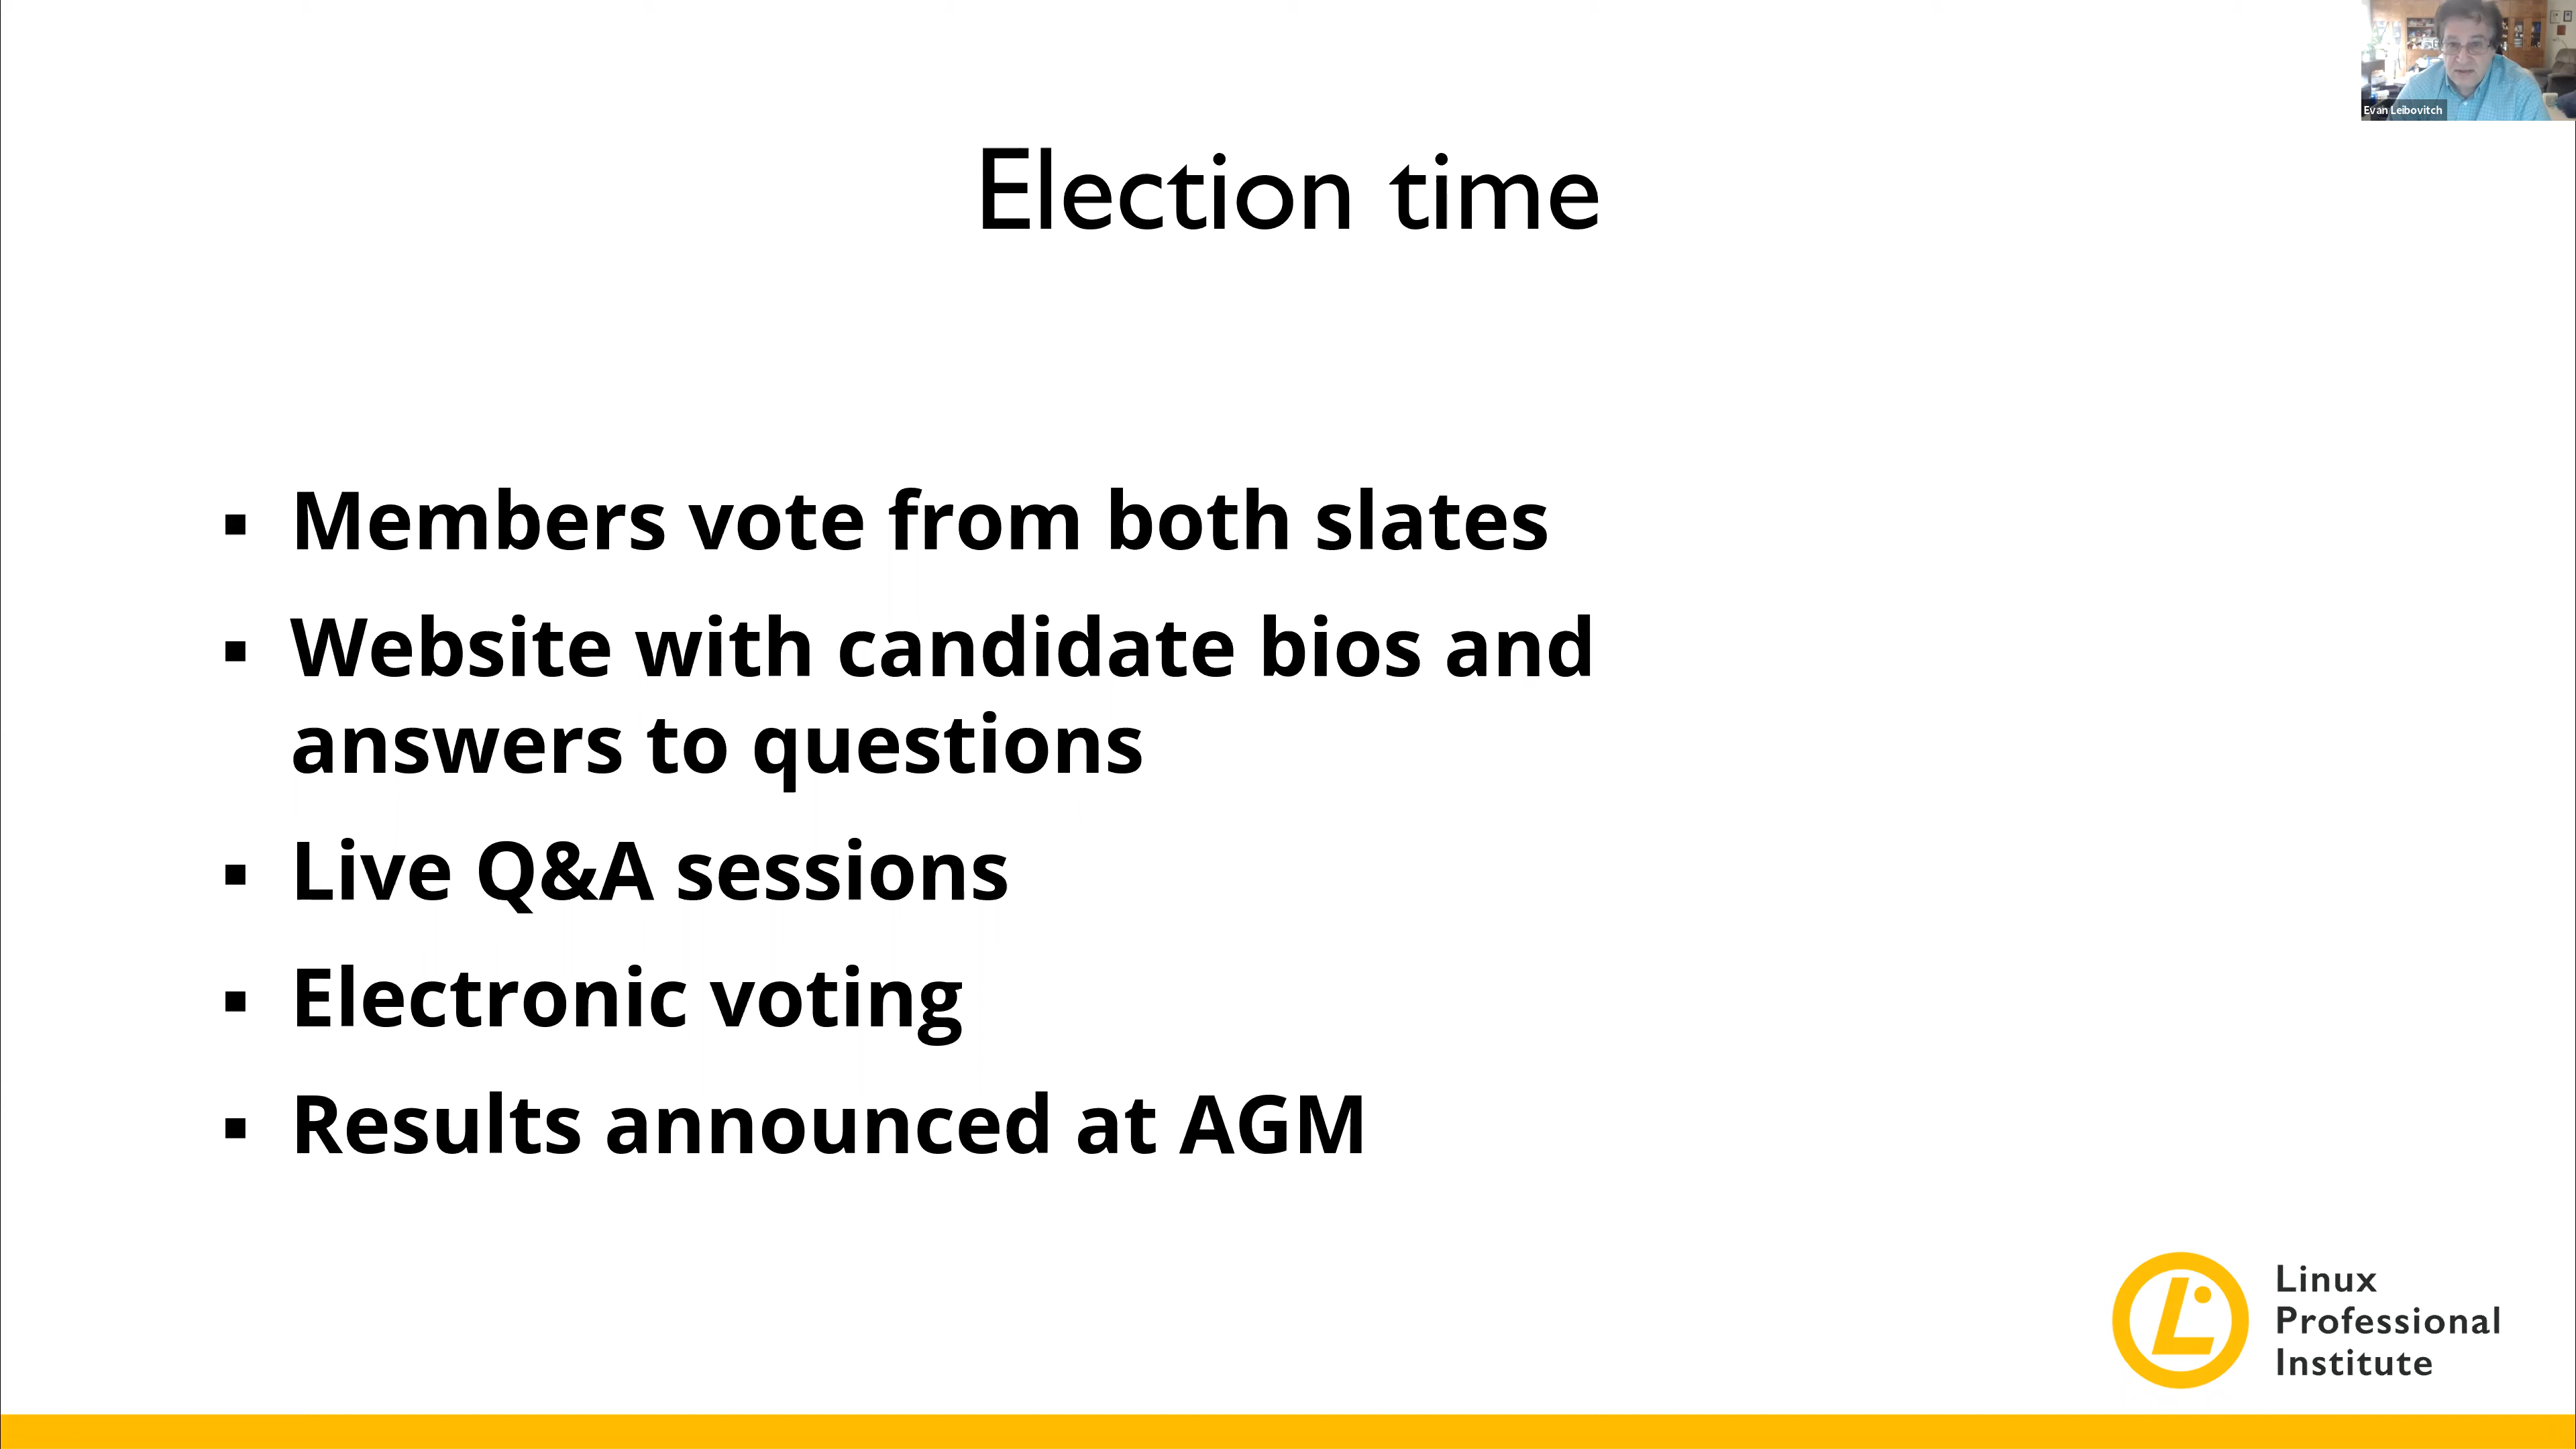 Evan Leibovitch
Election time
▪ Members vote from both slates
▪ Website with candidate bios and
answers to questions
▪ Live Q&A sessions
▪ Electronic voting
▪ Results announced at AGM
Linux
Professional
Institute